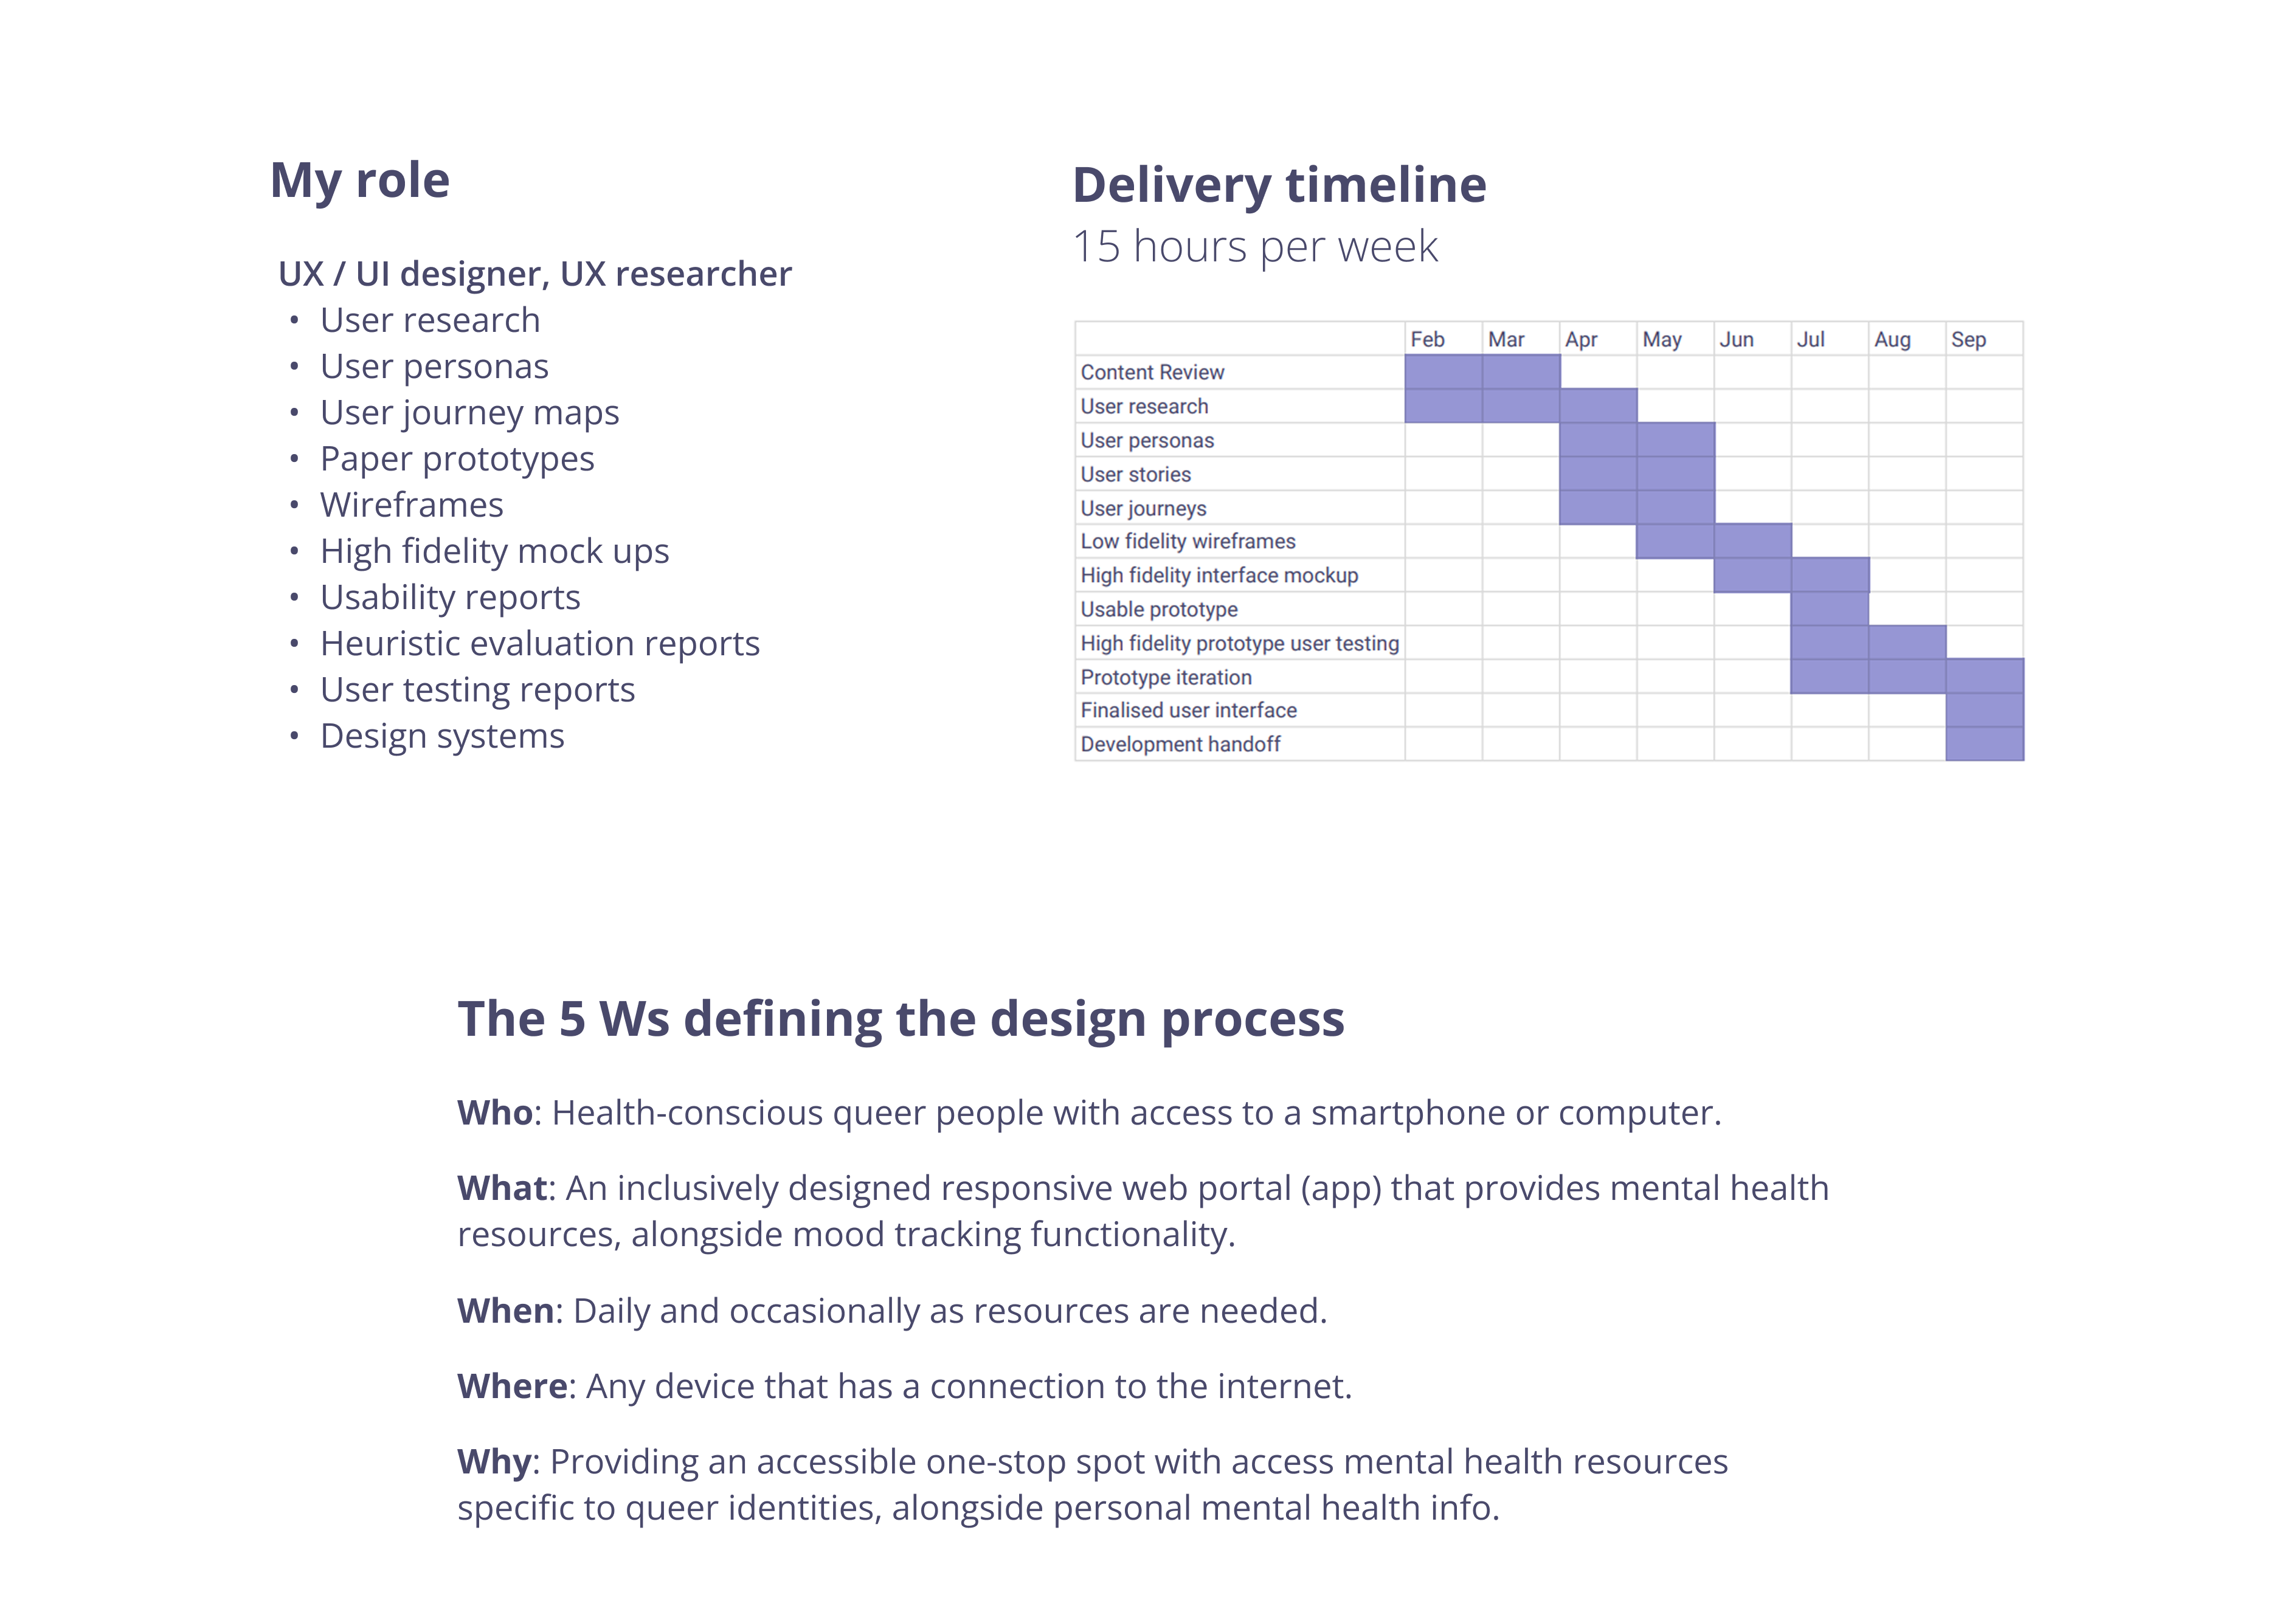 My role
UX / UI designer, UX researcher
• User research
• User personas
• User journey maps
• Paper prototypes
• Wireframes
• High fidelity mock ups
• Usability reports
• Heuristic evaluation reports
• User testing reports
• Design systems
Delivery timeline
15 hours per week
Feb Mar Apr May Jun Jul Aug Sep
Content Review
User research
User personas
User stories
User journeys
Low fidelity wireframes
High fidelity interface mockup
Usable prototype
High fidelity prototype user testing
Prototype iteration
Finalised user interface
Development handoff
The 5 Ws defining the design process
Who: Health-conscious queer people with access to a smartphone or computer.
What: An inclusively designed responsive web portal (app) that provides mental health
resources, alongside mood tracking functionality.
When: Daily and occasionally as resources are needed.
Where: Any device that has a connection to the internet.
Why: Providing an accessible one-stop spot with access mental health resources
specific to queer identities, alongside personal mental health info.